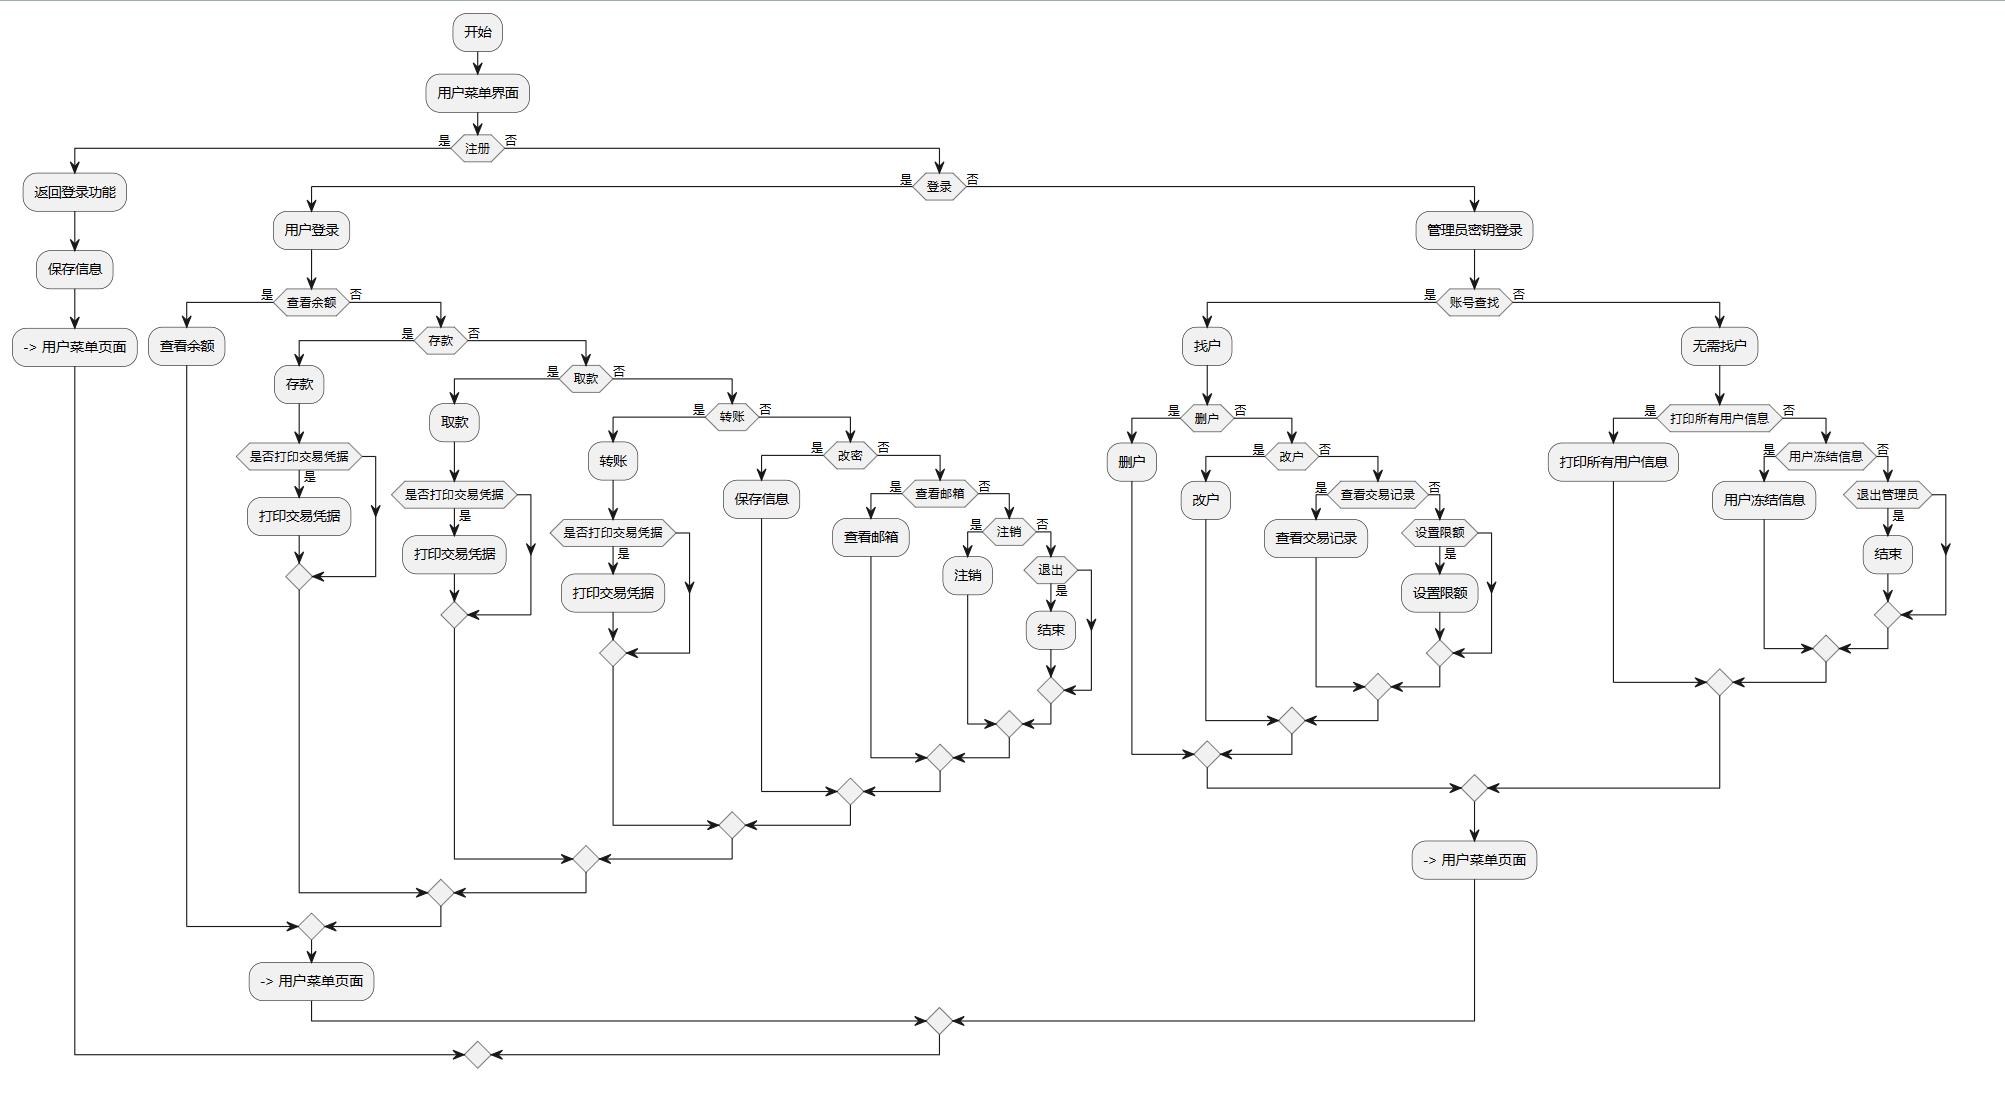 开始
用户菜单界面
是
注册
否
返回登录功能
保存信息
-> 用户菜单页面
是
登录
否
用户登录
是
查看余额
否
查看余额
是
存款
否
存款
是否打印交易凭据
是
打印交易凭据
是
取款
否
取款
是否打印交易凭据
是
打印交易凭据
是
转账
否
转账
是否打印交易凭据
是
打印交易凭据
是
改密
否
保存信息
是
查看邮箱
否
查看邮箱
是
注销
否
注销
退出
是
结束
-> 用户菜单页面
管理员密钥登录
是
账号查找
否
找户
是
删户
否
删户
是
改户
否
改户
是
查看交易记录
否
查看交易记录
设置限额
是
设置限额
无需找户
是
打印所有用户信息
否
打印所有用户信息
是
用户冻结信息
否
用户冻结信息
退出管理员
是
结束
-> 用户菜单页面